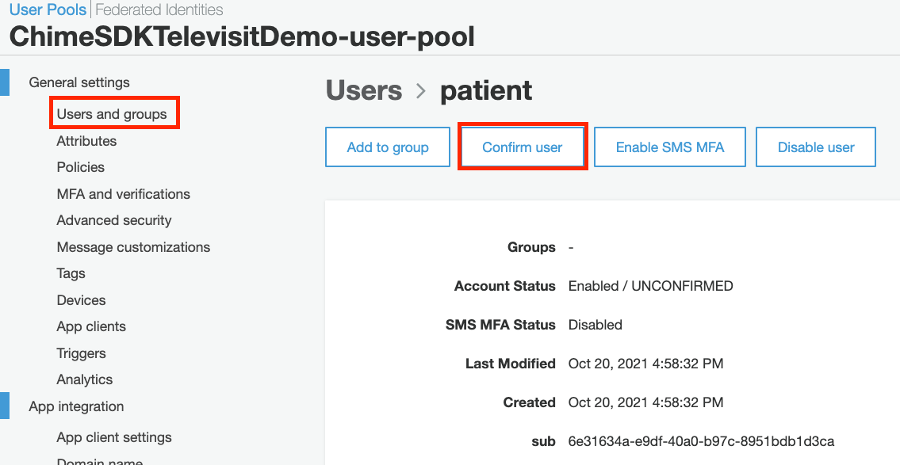 User Pools | Federated Identities
ChimeSDKTelevisitDemo-user-pool
General settings
Users and groups
Attributes
Policies
MFA and verifications
Advanced security
Message customizations
Tags
Devices
App clients
Triggers
Analytics
App integration
App client settings
Domain name
Users > patient
Add to group
Confirm user
Enable SMS MFA
Disable user
Groups -
Account Status Enabled / UNCONFIRMED
SMS MFA Status Disabled
Last Modified Oct 20, 2021 4:58:32 PM
Created Oct 20, 2021 4:58:32 PM
sub 6e31634a-e9df-40a0-b97c-8951bdb1d3ca